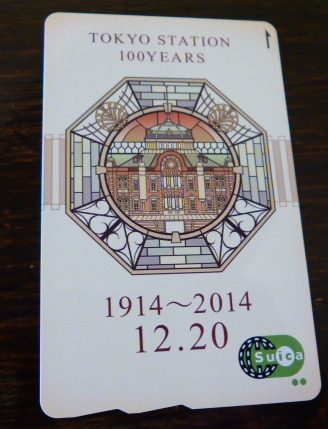 TOKYO STATION
100YEARS
1914～2014
12.20
Suica